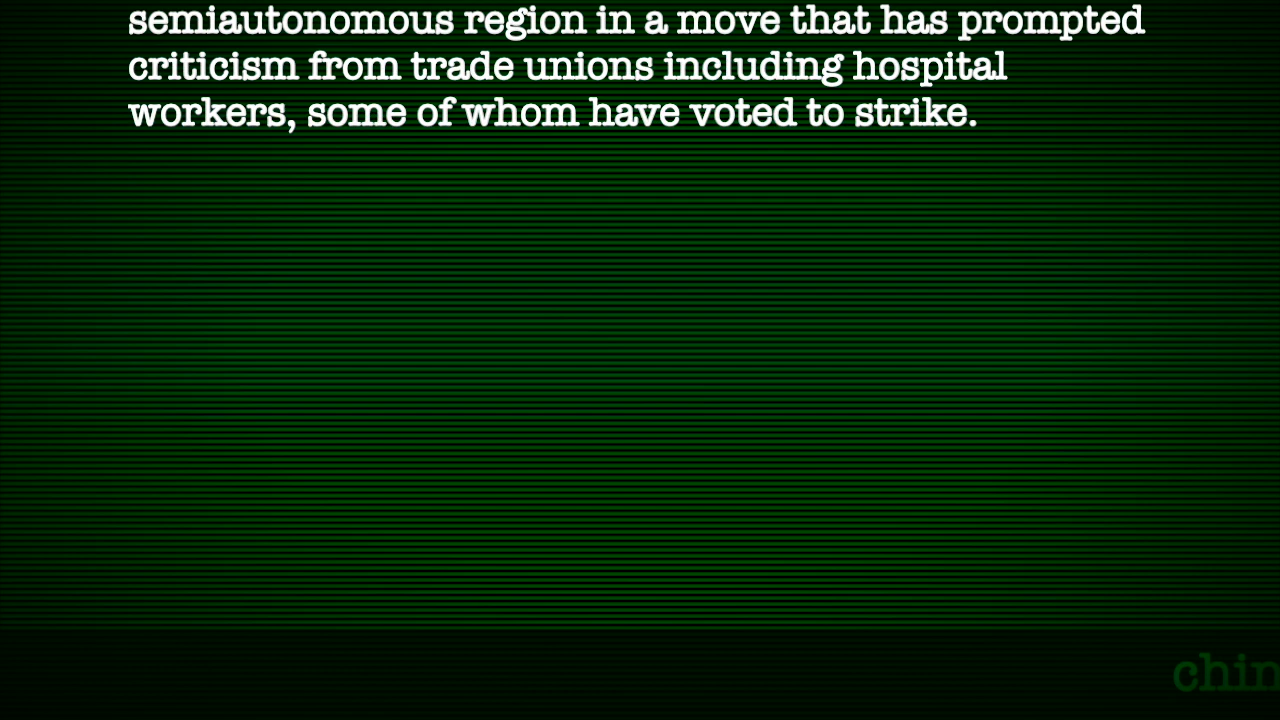 semiautonomous region in a move that has prompted
criticism from trade unions including hospital
workers, some of whom have voted to strike.